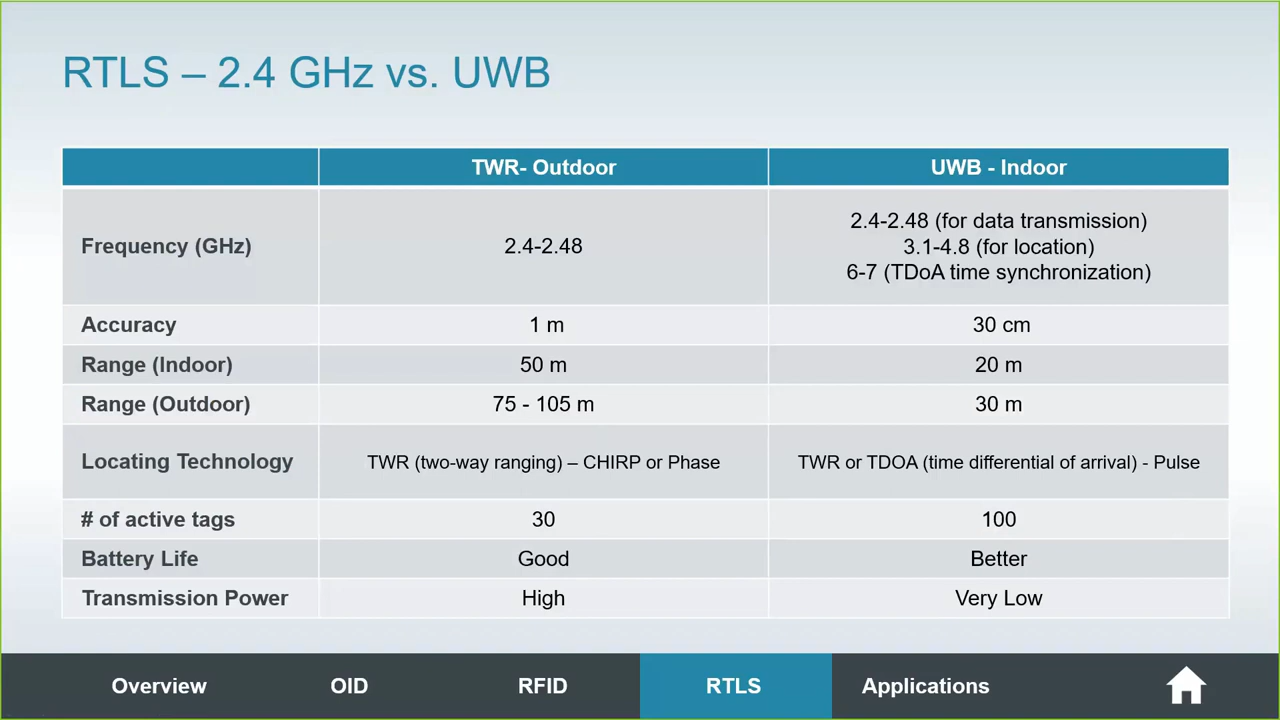 RTLS – 2.4 GHz vs. UWB
TWR- Outdoor
UWB - Indoor
Frequency (GHz)
2.4-2.48
2.4-2.48 (for data transmission)
3.1-4.8 (for location)
6-7 (TDoA time synchronization)
Accuracy
1 m
30 cm
Range (Indoor)
50 m
20 m
Range (Outdoor)
75 - 105 m
30 m
Locating Technology
TWR (two-way ranging) – CHIRP or Phase
TWR or TDOA (time differential of arrival) - Pulse
# of active tags
30
100
Battery Life
Good
Better
Transmission Power
High
Very Low
Overview
OID
RFID
RTLS
Applications